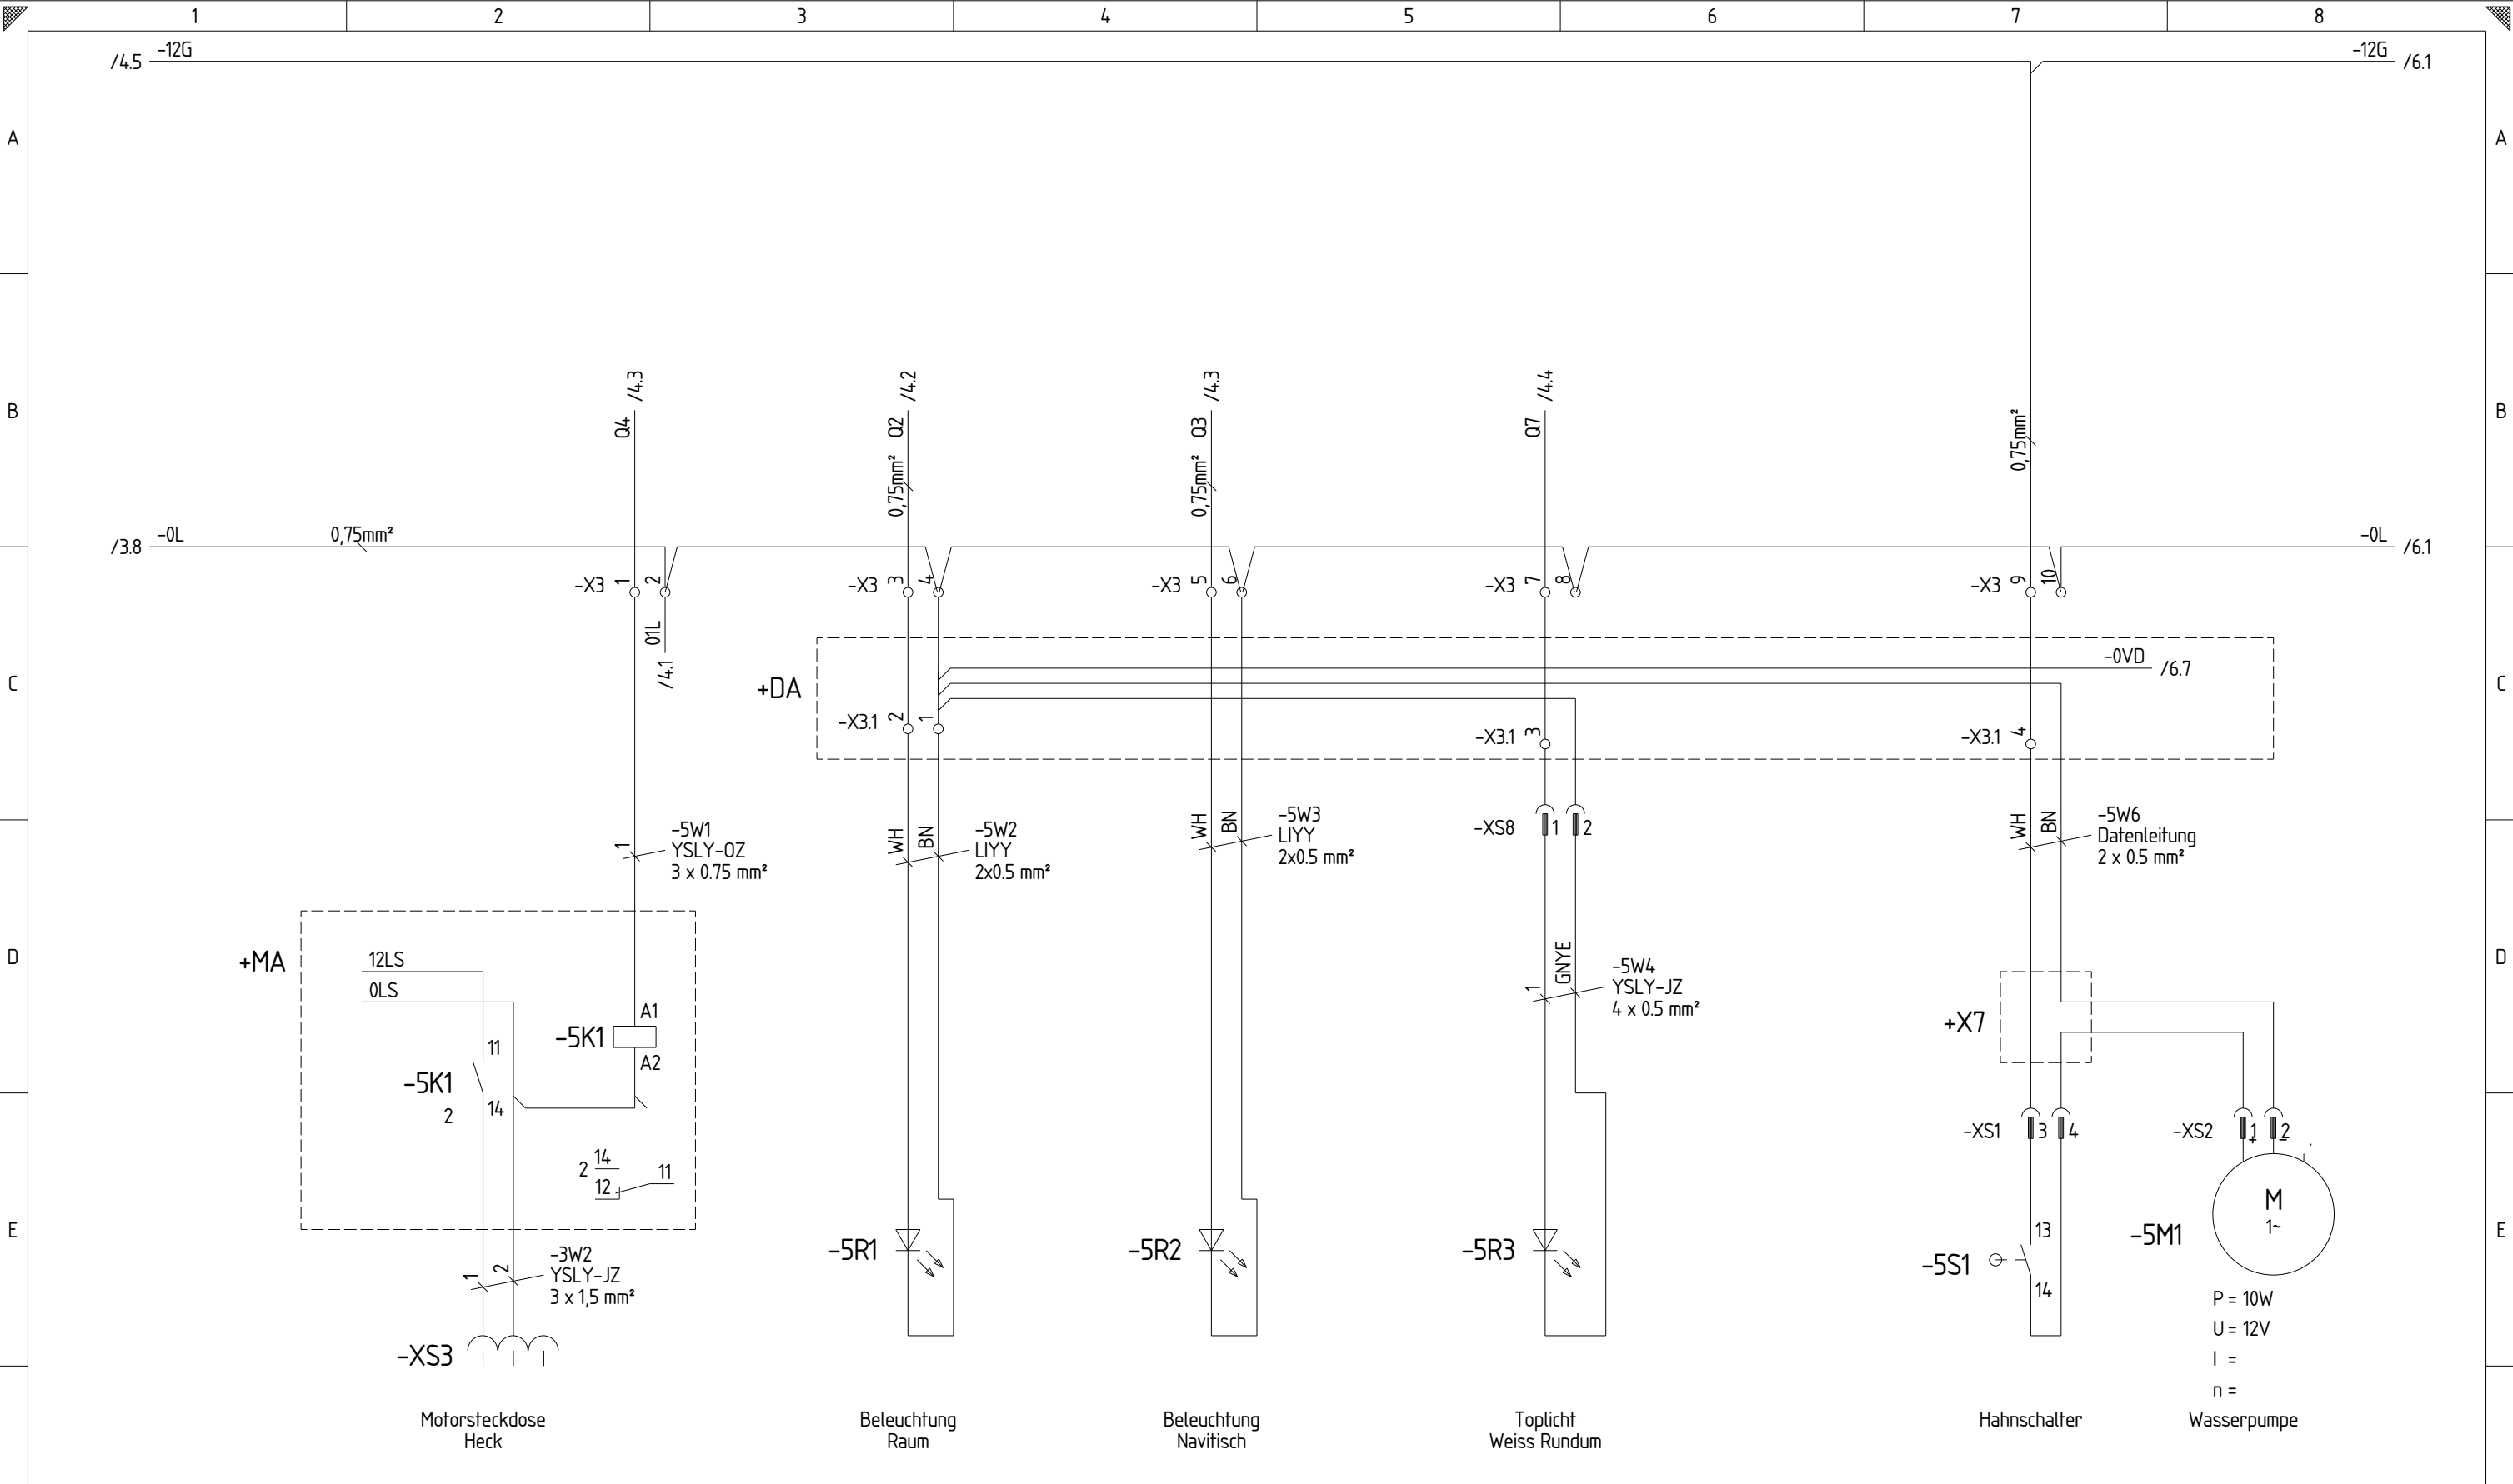 1 2 3 4 5 6 7 8
/4.5 -12G -12G /6.1
A A
/4.3 /4.2 /4.3 /4.4
B B
Q4 Q2 Q3 Q7
0,75mm² 0,75mm² 0,75mm²
/3.8 -0L 0,75mm² -0L /6.1
-X3 1 2 -X3 3 4 -X3 5 6 -X3 7 8 -X3 9 10
01L
/4.1
C C
-0VD /6.7
+DA
-X3.1 2 1 -X3.1 3 -X3.1 4
1 -5W1
YSLY-OZ
3 x 0.75 mm²
WH BN -5W2
LIYY
2x0.5 mm²
WH BN -5W3
LIYY
2x0.5 mm²
-XS8 1 2
WH BN -5W6
Datenleitung
2 x 0.5 mm²
D D
+MA
12LS
0LS
1 GNYE -5W4
YSLY-JZ
4 x 0.5 mm²
A1
-5K1
A2
11
-5K1
2 14
+X7
-XS1 3 4 -XS2 1 2
+ -
2 14 11
12
E E
-5R1 -5R2 -5R3
13
-5S1
14
M
1~
-5M1
1 2 -3W2
YSLY-JZ
3 x 1,5 mm²
-XS3
P = 10W
U = 12V
I =
n =
Motorsteckdose
Heck
Beleuchtung
Raum
Beleuchtung
Navitisch
Toplicht
Weiss Rundum
Hahnschalter
Wasserpumpe